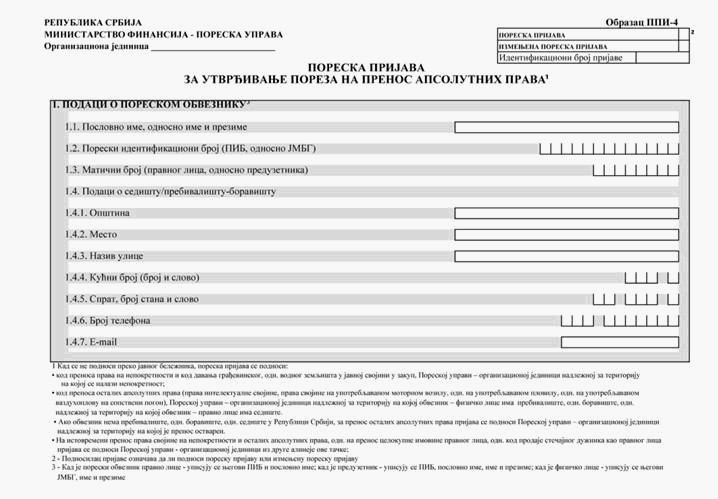 РЕПУБЛИКА СРБИЈА
МИНИСТАРСТВО ФИНАНСИЈА - ПОРЕСКА УПРАВА
Организациона јединица
Образац ППИ-4
ПОРЕСКА ПРИЈАВА
2
ИЗМЕЊЕНА ПОРЕСКА ПРИЈАВА
Идентификациони број пријаве
ПОРЕСКА ПРИЈАВА
ЗА УТВРЂИВАЊЕ ПОРЕЗА НА ПРЕНОС АПСОЛУТНИХ ПРАВА¹
1. ПОДАЦИ О ПОРЕСКОМ ОБВЕЗНИКУ³
1.1. Пословно име, односно име и презиме
1.2. Порески идентификациони број (ПИБ, односно ЈМБГ)
1.3. Матични број (правног лица, односно предузетника)
1.4. Подаци о седишту/пребивалишту-боравишту
1.4.1. Општина
1.4.2. Место
1.4.3. Назив улице
1.4.4. Кућни број (број и слово)
1.4.5. Спрат, број стана и слово
1.4.6. Број телефона
1.4.7. E-mail
1 Кад се не подноси преко јавног бележника, пореска пријава се подноси:
• код преноса права на непокретности и код давања грађевинског, одн. водног земљишта у јавној својини у закуп, Пореској управи – организационој јединици надлежној за територију
на којој се налази непокретност;
• код преноса осталих апсолутних права (права интелектуалне својине, права својине на употребљаваном моторном возилу, одн. на употребљаваном пловилу, одн. на употребљаваном
ваздухоплову на сопствени погон), Пореској управи – организационој јединици надлежној за територију на којој обвезник – физичко лице има пребивалиште, одн. боравиште, одн.
надлежној за територију на којој обвезник – правно лице има седиште.
• Ако обвезник нема пребивалиште, одн. боравиште, одн. седиште у Републици Србији, за пренос осталих апсолутних права пријава се подноси Пореској управи – организационој јединици
надлежној за територију на којој је пренос остварен.
• На истовремени пренос права својине на непокретности и осталих апсолутних права, одн. на пренос целокупне имовине правног лица, одн. код продаје стечајног дужника као правног лица
пријава се подноси Пореској управи - организационој јединици из друге алинеје ове тачке;
2 - Подносилац пријаве означава да ли подноси пореску пријаву или измењену пореску пријаву
3 - Кад је порески обвезник правно лице - уписују се његови ПИБ и пословно име; кад је предузетник - уписују се ПИБ, пословно име, име и презиме; кад је физичко лице - уписују се његови
ЈМБГ, име и презиме